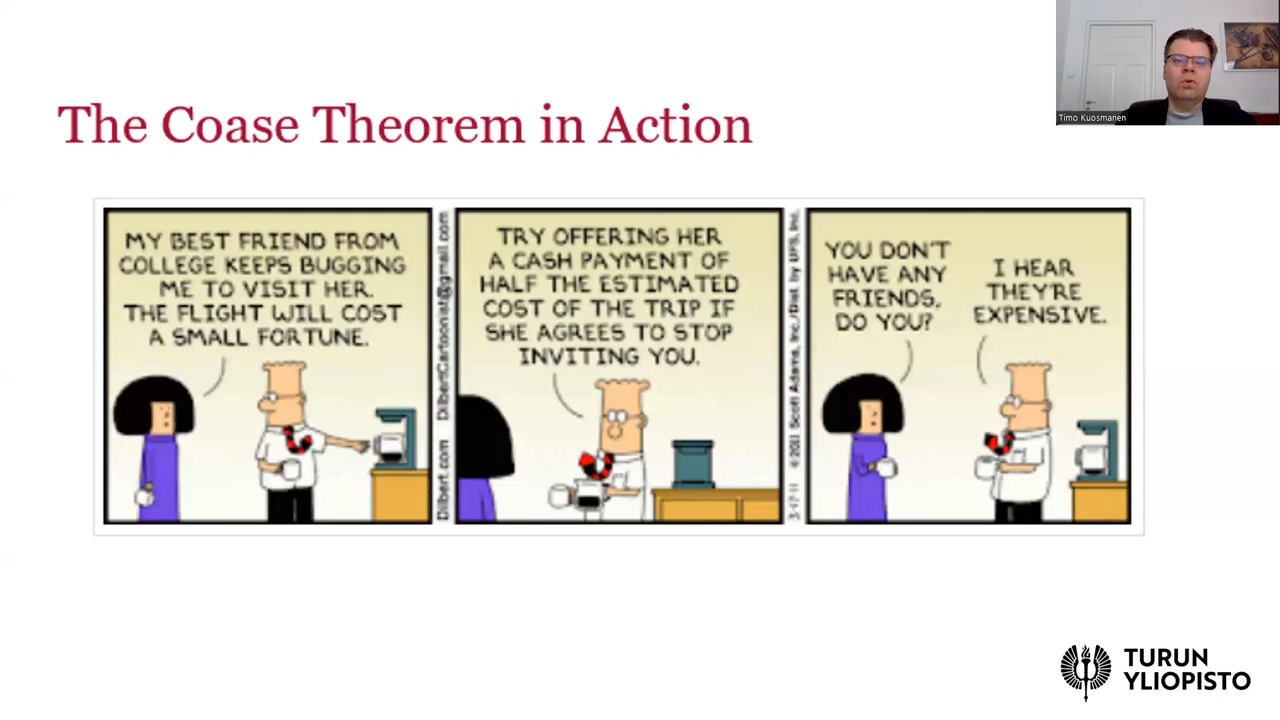 Timo Kuosmanen
The Coase Theorem in Action
MY BEST FRIEND FROM
COLLEGE KEEPS BUGGING
ME TO VISIT HER.
THE FLIGHT WILL COST
A SMALL FORTUNE.
Dilbert.com DilbertCartoonist@gmail.com
TRY OFFERING HER
A CASH PAYMENT OF
HALF THE ESTIMATED
COST OF THE TRIP IF
SHE AGREES TO STOP
INVITING YOU.
3-17-11 ©2011 Scott Adams, Inc./Dist. by UFS, Inc.
YOU DON'T
HAVE ANY
FRIENDS,
DO YOU?
I HEAR
THEY'RE
EXPENSIVE.
TURUN
YLIOPISTO